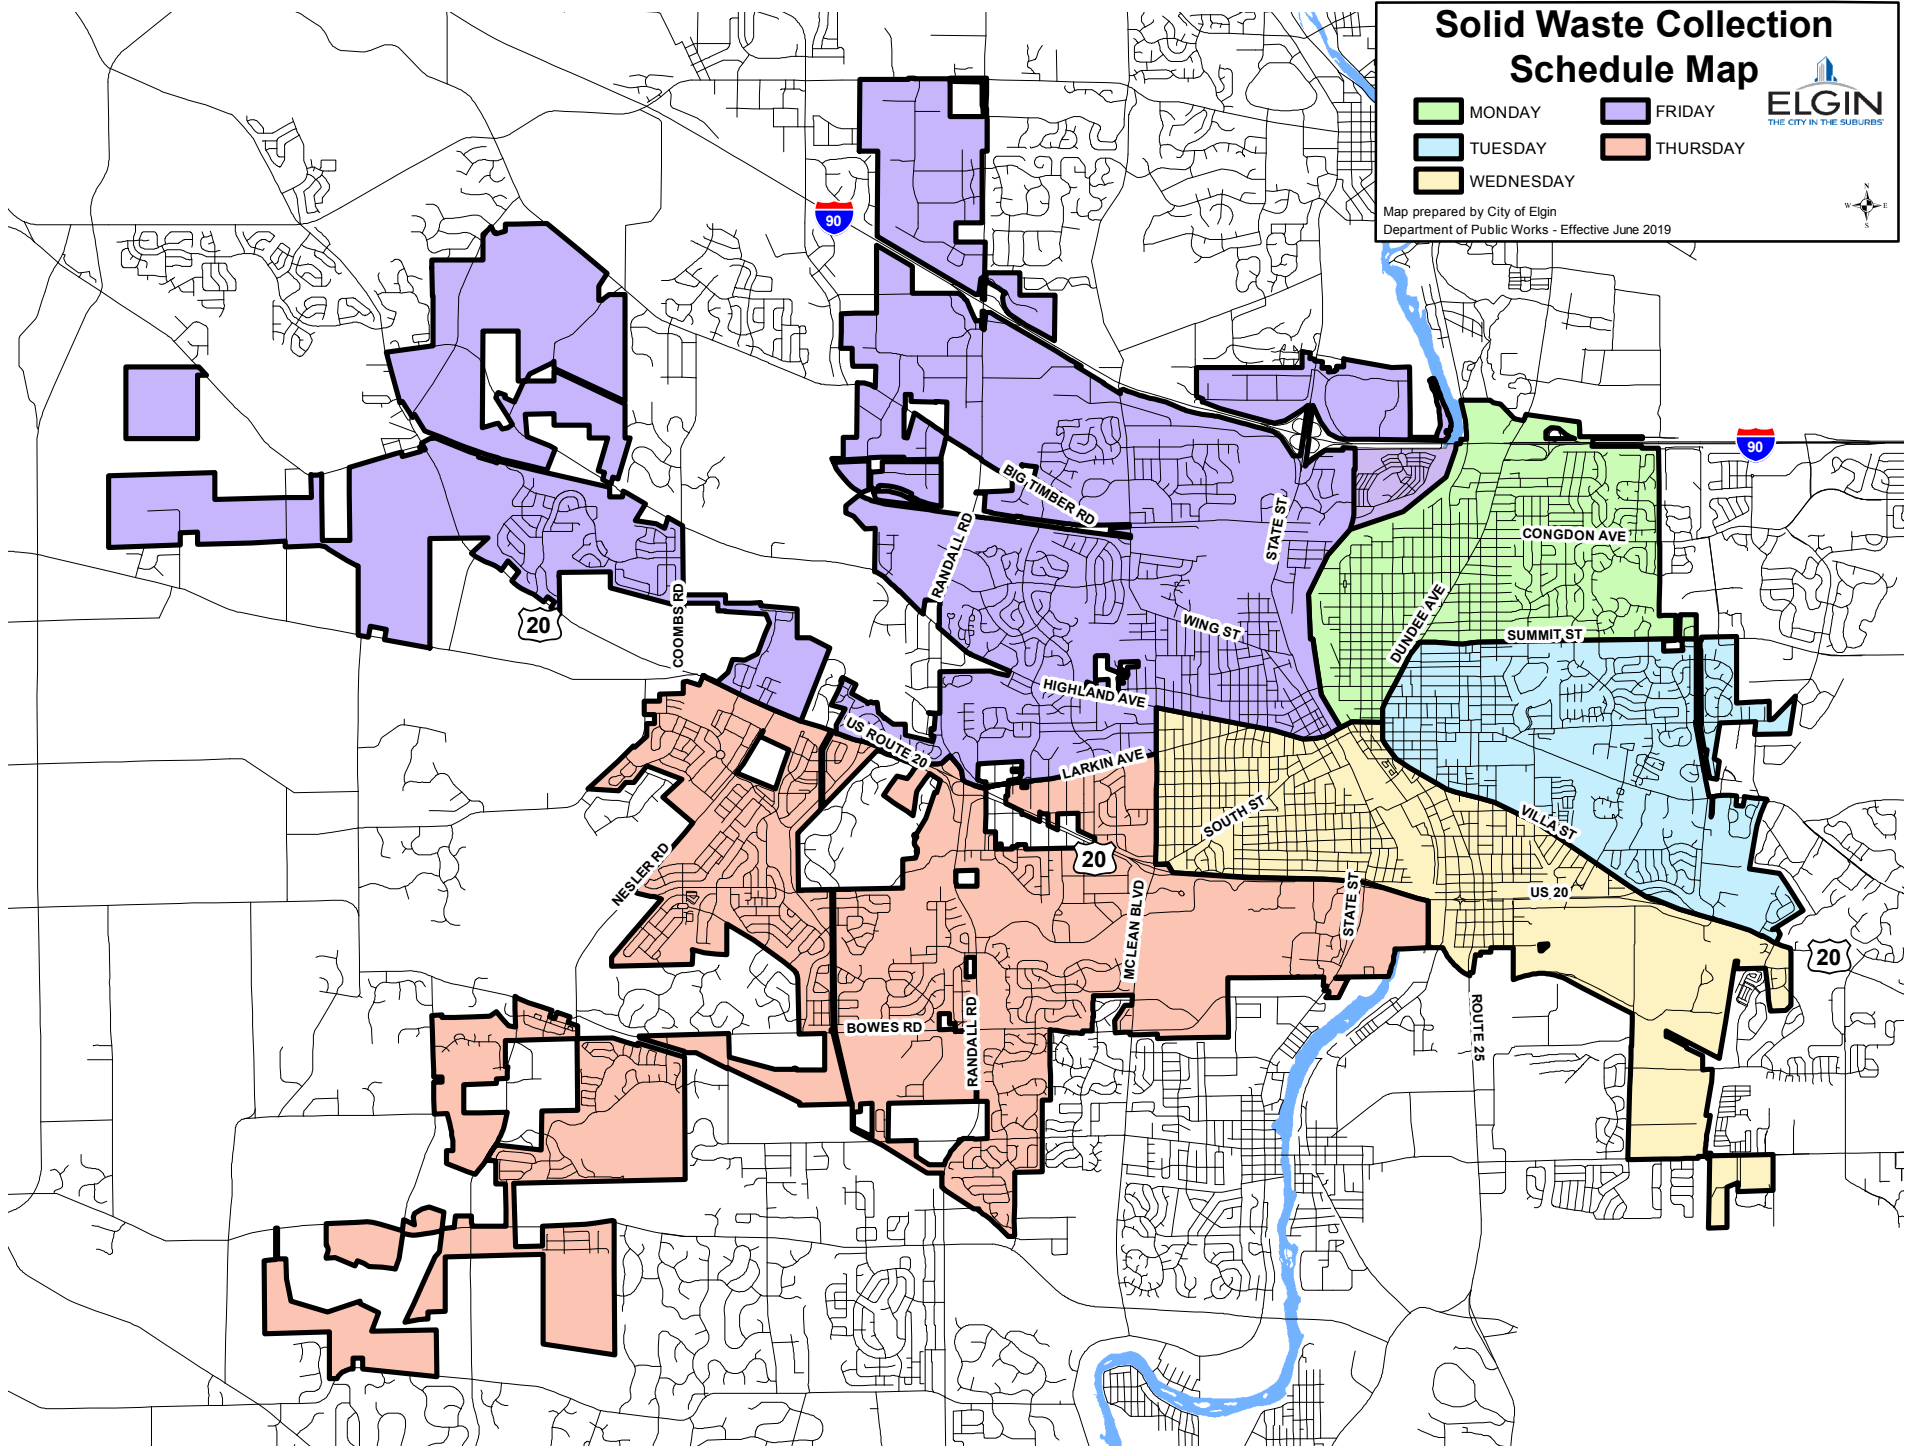 Solid Waste Collection
Schedule Map
ELGIN
THE CITY IN THE SUBURBS
MONDAY
FRIDAY
TUESDAY
THURSDAY
WEDNESDAY
Map prepared by City of Elgin
Department of Public Works - Effective June 2019
N
W
E
S
90
90
BIG TIMBER RD
RANDALL RD
STATE ST
CONGDON AVE
COOMBS RD
20
WING ST
DUNDEE AVE
SUMMIT ST
HIGHLAND AVE
US ROUTE 20
LARKIN AVE
SOUTH ST
VILLA ST
NESLER RD
20
MCLEAN BLVD
STATE ST
US 20
20
BOWES RD
RANDALL RD
ROUTE 25